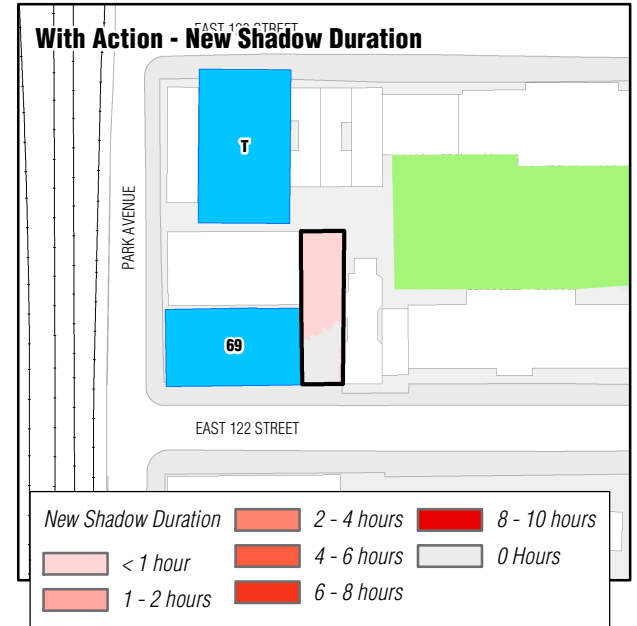 With Action - New Shadow Duration
T
PARK AVENUE
69
EAST 122 STREET
New Shadow Duration
< 1 hour
1 - 2 hours
2 - 4 hours
4 - 6 hours
6 - 8 hours
8 - 10 hours
0 Hours